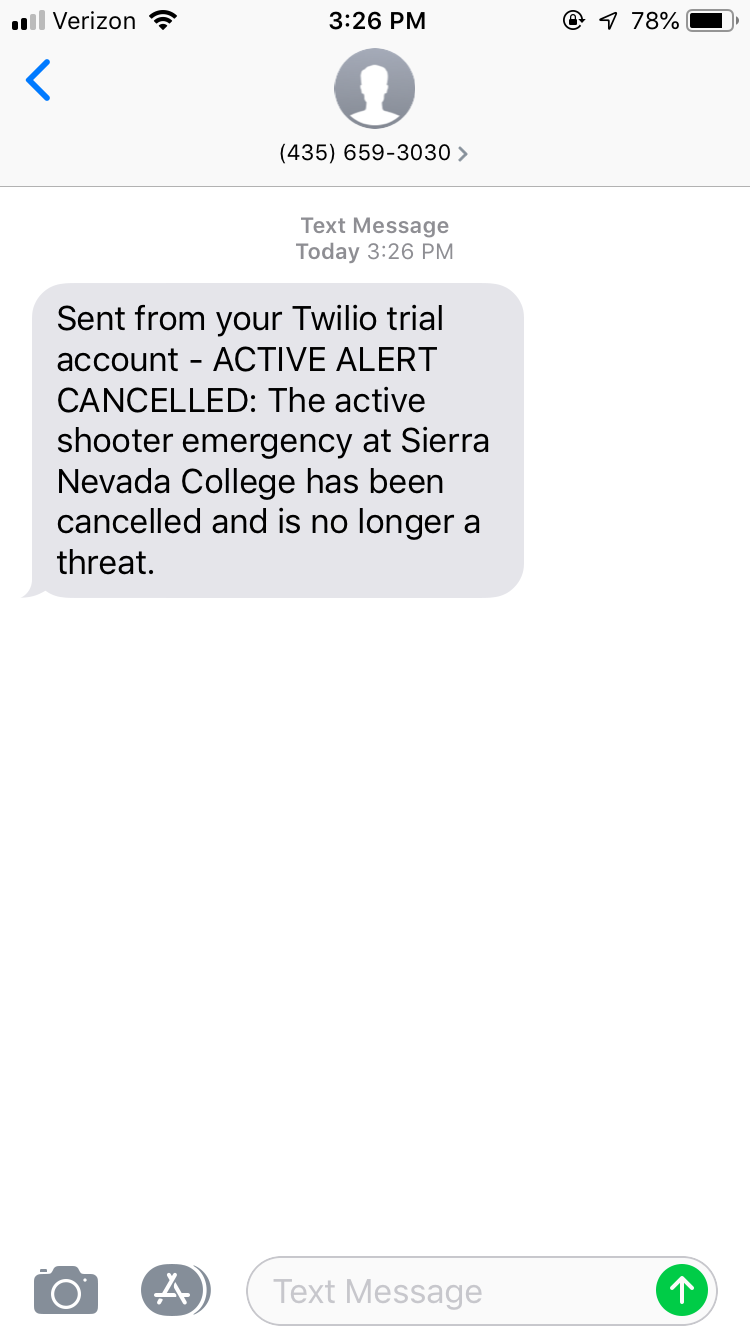 Verizon 3:26 PM 78%
(435) 659-3030
Text Message
Today 3:26 PM
Sent from your Twilio trial
account - ACTIVE ALERT
CANCELLED: The active
shooter emergency at Sierra
Nevada College has been
cancelled and is no longer a
threat.
Text Message